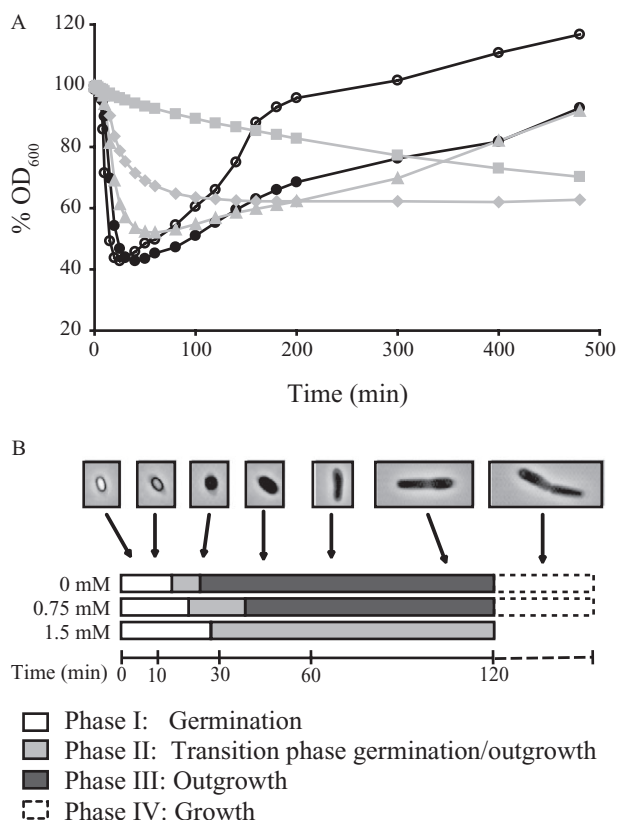 A
120
100
80
60
40
20
% OD600
0
100
200
300
400
500
Time (min)
B
0 mM
0.75 mM
1.5 mM
Time (min)
0
10
30
60
120
Phase I: Germination
Phase II: Transition phase germination/outgrowth
Phase III: Outgrowth
Phase IV: Growth